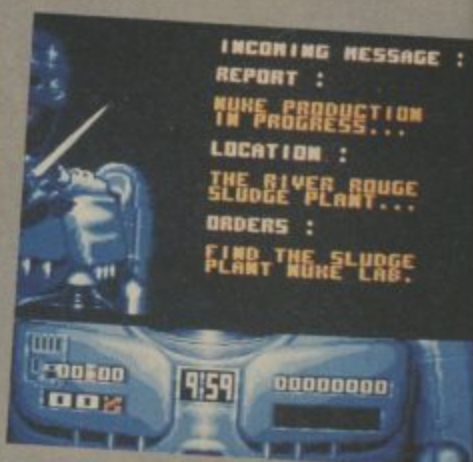 INCOMING MESSAGE :
REPORT :
NUKE PRODUCTION
IN PROGRESS...
LOCATION :
THE RIVER ROUGE
SLUDGE PLANT...
ORDERS :
FIND THE SLUDGE
PLANT NUKE LAB.
9:59
00000000